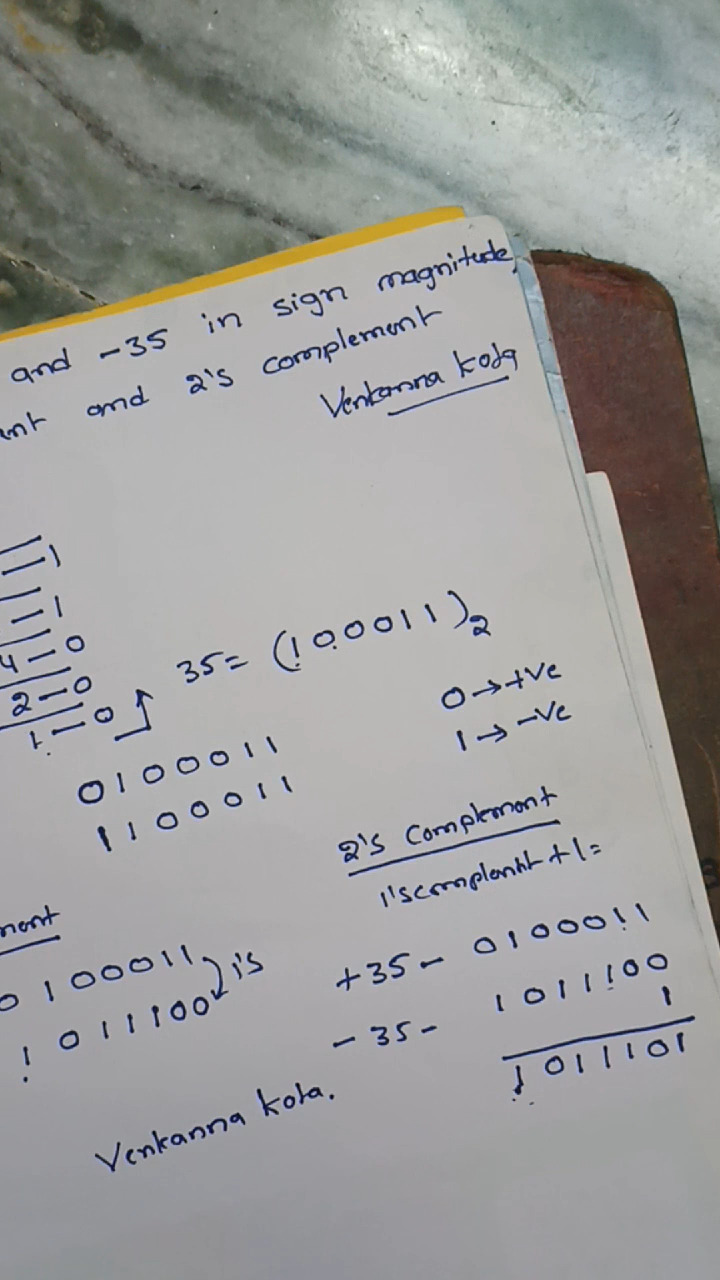 and -35 in sign magnitude,
ent and 2's complement
Venkanna kota
- 1
- 1
4 - 0
2 - 0
1 - 0
35 = (100011)2
0 → +ve
1 → -ve
0100011
1100011
2's Complement
1's complentt + 1 =
ment
0100011
1011100
1's
+35 - 0100011
-35 - 1011100
1
1011101
Venkanna kota.